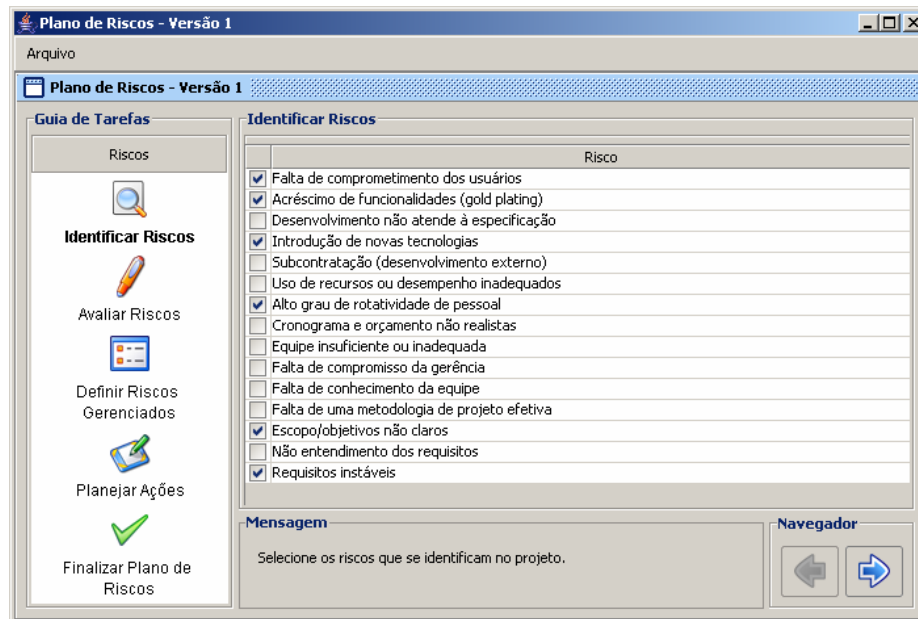 Plano de Riscos - Versão 1
Arquivo
Plano de Riscos - Versão 1
Guia de Tarefas
Riscos
Identificar Riscos
Avaliar Riscos
Definir Riscos
Gerenciados
Planejar Ações
Finalizar Plano de
Riscos
Identificar Riscos
Risco
Falta de comprometimento dos usuários
Acréscimo de funcionalidades (gold plating)
Desenvolvimento não atende à especificação
Introdução de novas tecnologias
Subcontratação (desenvolvimento externo)
Uso de recursos ou desempenho inadequados
Alto grau de rotatividade de pessoal
Cronograma e orçamento não realistas
Equipe insuficiente ou inadequada
Falta de compromisso da gerência
Falta de conhecimento da equipe
Falta de uma metodologia de projeto efetiva
Escopo/objetivos não claros
Não entendimento dos requisitos
Requisitos instáveis
Mensagem
Selecione os riscos que se identificam no projeto.
Navegador